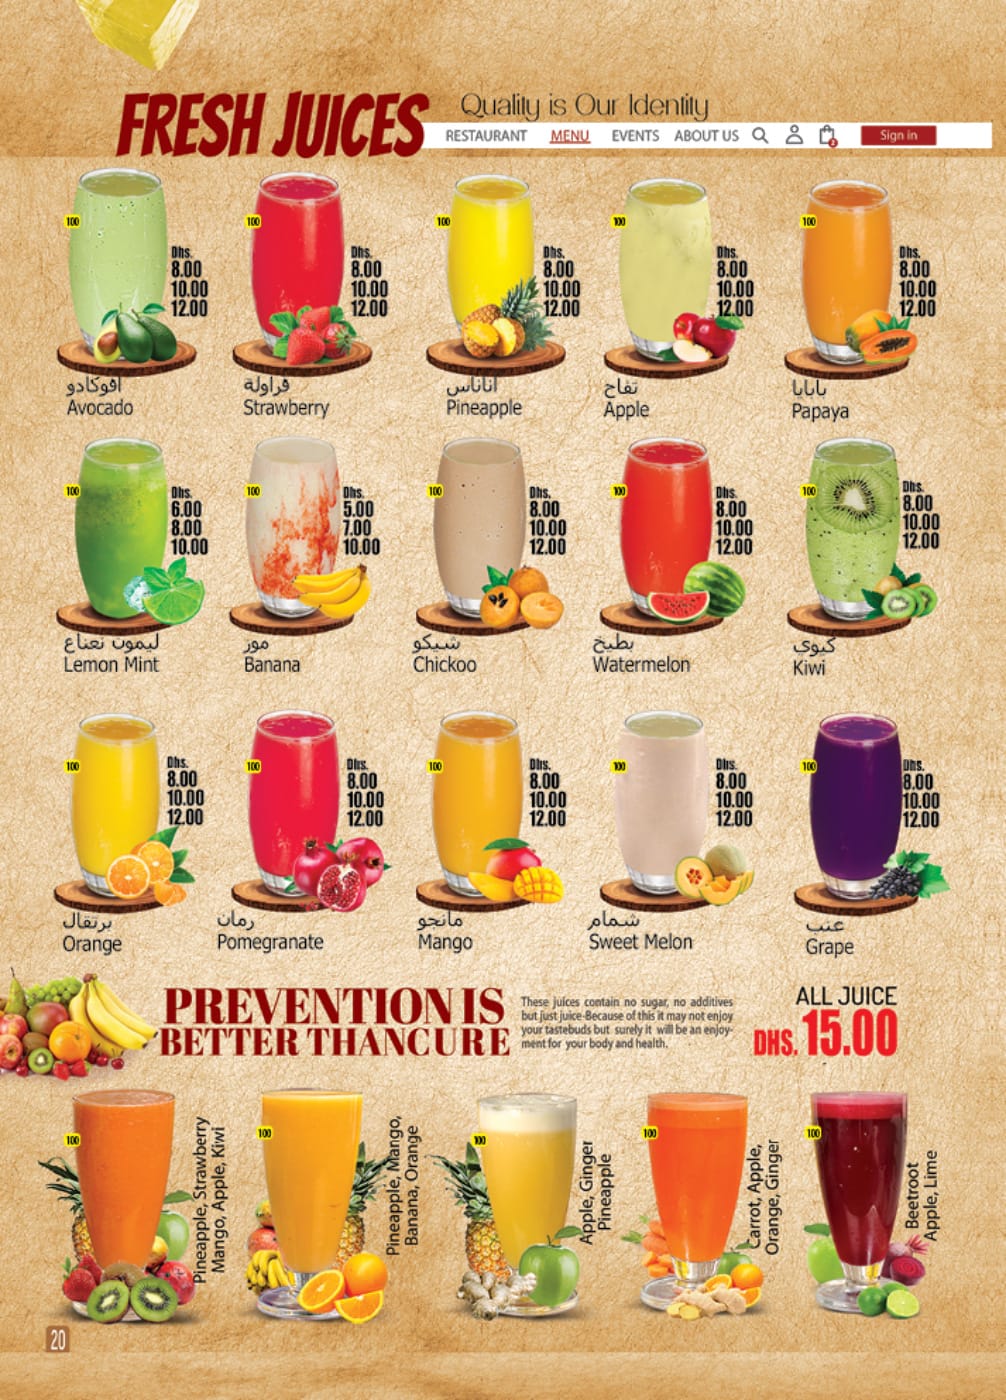 FRESH JUICES
Quality is Our Identity
RESTAURANT MENU EVENTS ABOUT US 2 Sign in
100
Dhs.
8.00
10.00
12.00
افوكادو
Avocado
100
Dhs.
8.00
10.00
12.00
فراولة
Strawberry
100
Dhs.
8.00
10.00
12.00
اناناس
Pineapple
100
Dhs.
8.00
10.00
12.00
تفاح
Apple
100
Dhs.
8.00
10.00
12.00
بابايا
Papaya
100
Dhs.
6.00
8.00
10.00
ليمون نعناع
Lemon Mint
100
Dhs.
5.00
7.00
10.00
موز
Banana
100
Dhs.
8.00
10.00
12.00
شيكو
Chickoo
100
Dhs.
8.00
10.00
12.00
بطيخ
Watermelon
100
Dhs.
8.00
10.00
12.00
كيوي
Kiwi
100
Dhs.
8.00
10.00
12.00
برتقال
Orange
100
Dhs.
8.00
10.00
12.00
رمان
Pomegranate
100
Dhs.
8.00
10.00
12.00
مانجو
Mango
100
Dhs.
8.00
10.00
12.00
شمام
Sweet Melon
100
Dhs.
8.00
10.00
12.00
عنب
Grape
PREVENTION IS
BETTER THANCURE
These juices contain no sugar, no additives
but just juice-Because of this it may not enjoy
your tastebuds but surely it will be an enjoy-
ment for your body and health.
ALL JUICE
DHS. 15.00
100
Pineapple, Strawberry
Mango, Apple, Kiwi
100
Pineapple, Mango,
Banana, Orange
100
Apple, Ginger
Pineapple
100
Carrot, Apple,
Orange, Ginger
100
Beetroot
Apple, Lime
20